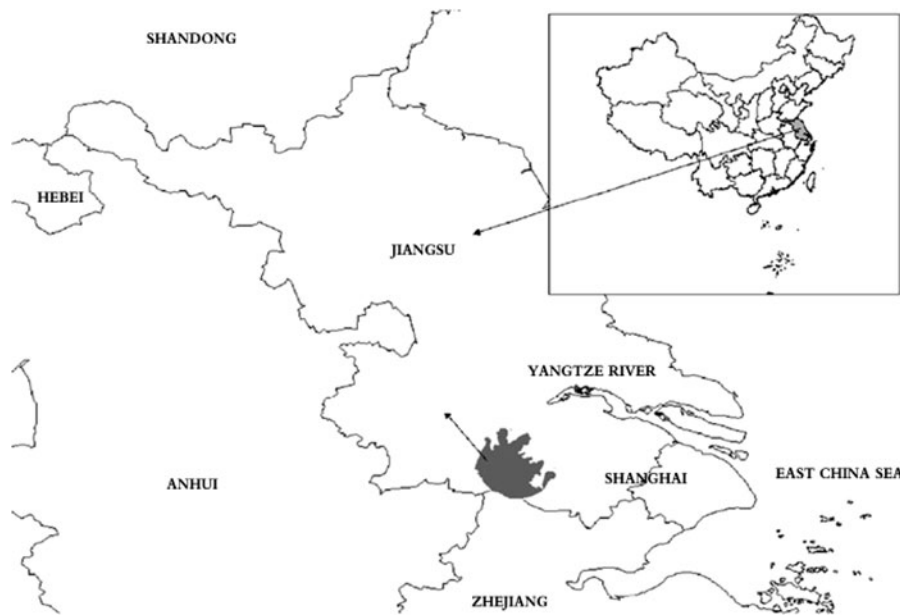 SHANDONG
HEBEI
JIANGSU
YANGTZE RIVER
ANHUI
SHANGHAI
EAST CHINA SEA
ZHEJIANG